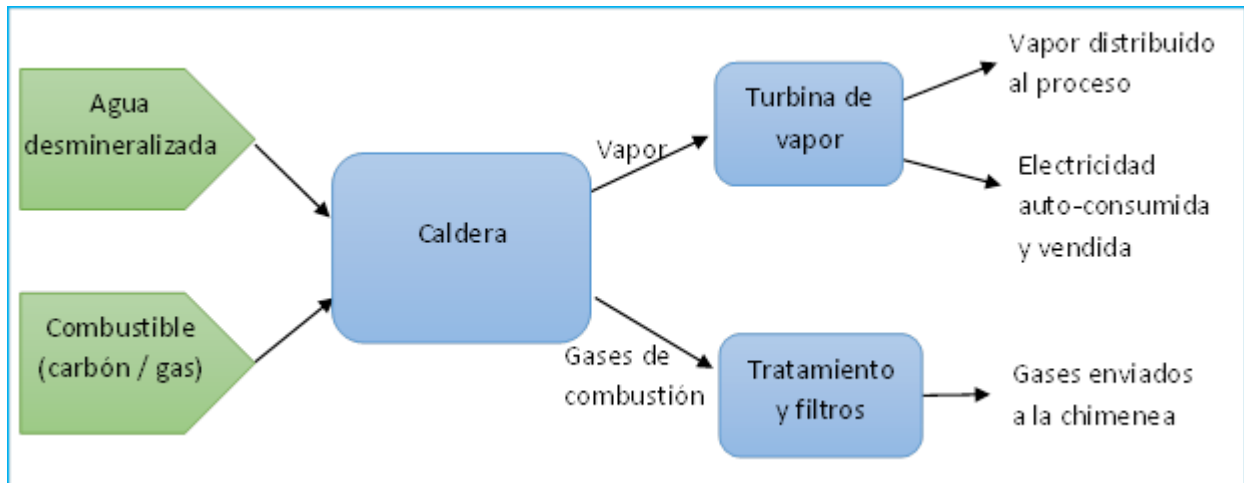 Agua
desmineralizada
Combustible
(carbón / gas)
Caldera
Vapor
Gases de
combustión
Turbina de
vapor
Tratamiento
y filtros
Vapor distribuido
al proceso
Electricidad
auto-consumida
y vendida
Gases enviados
a la chimenea